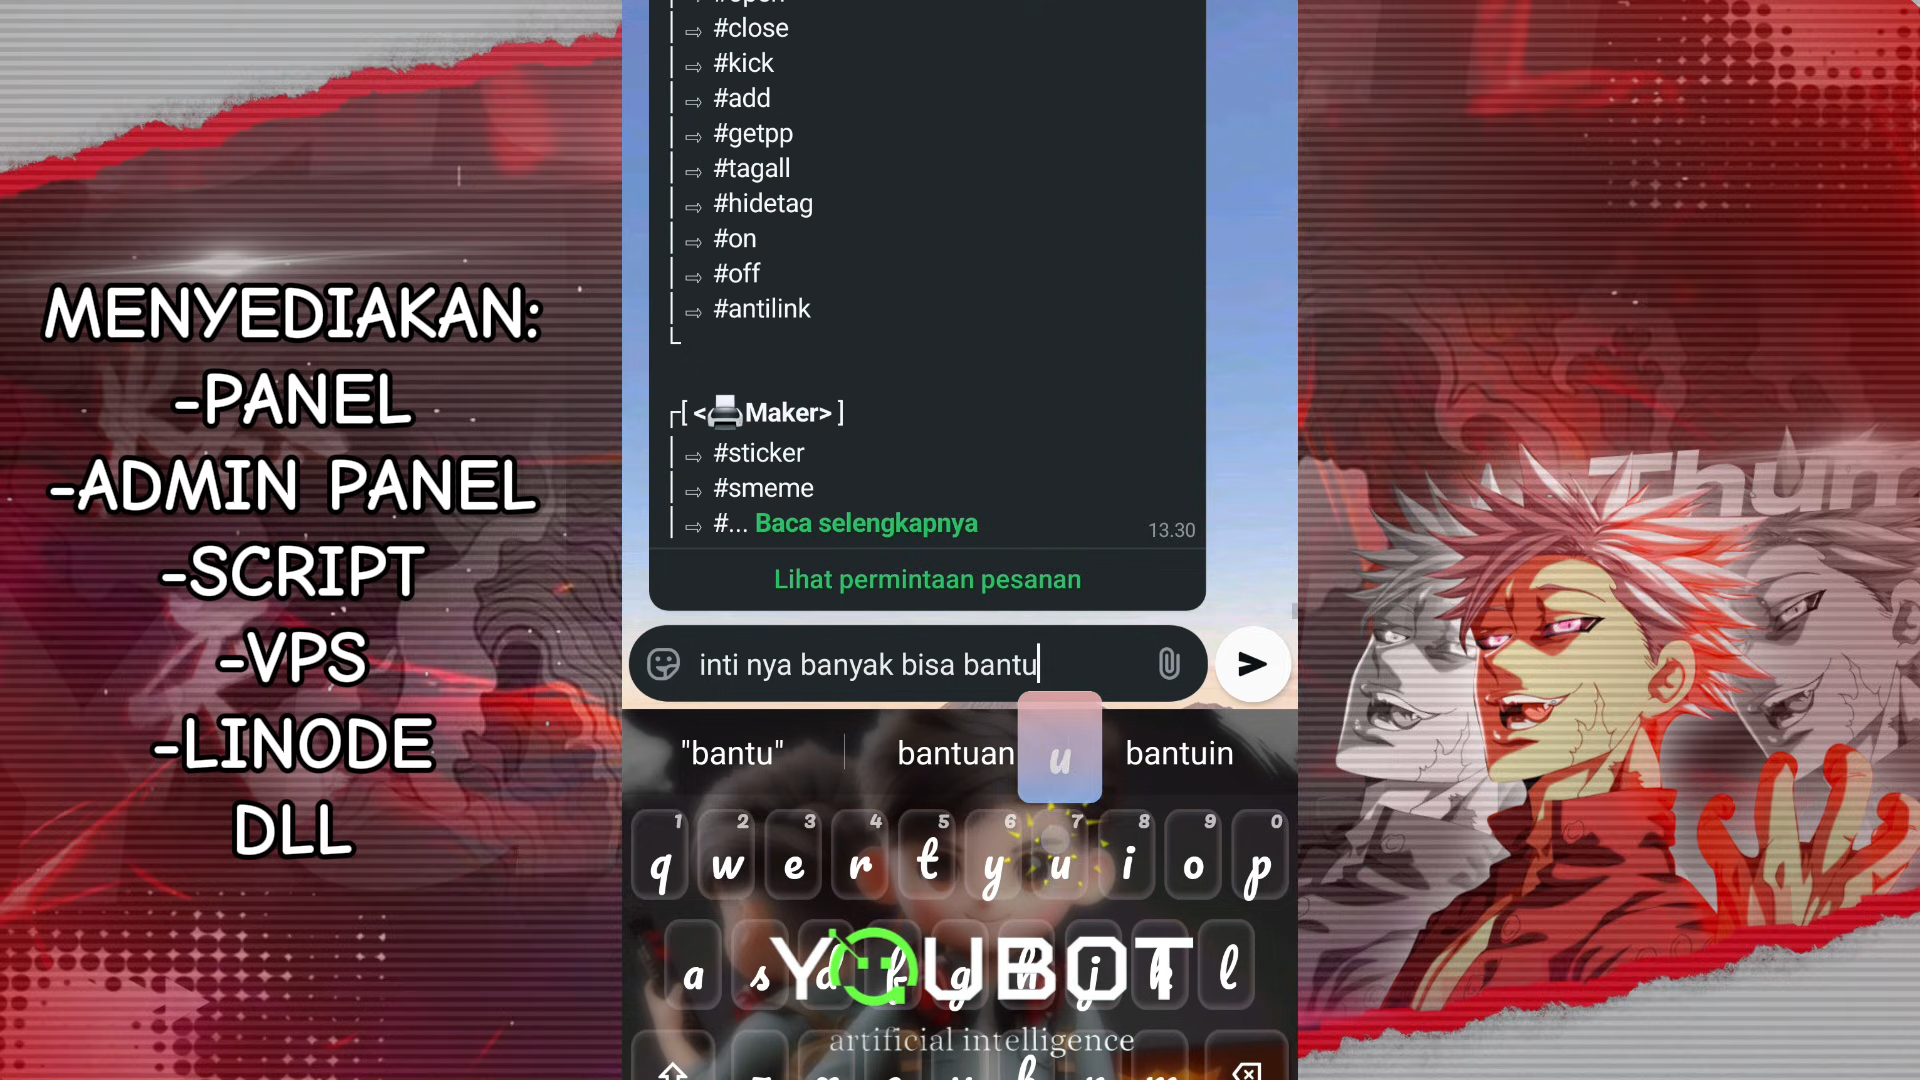 MENYEDIAKAN:
-PANEL
-ADMIN PANEL
-SCRIPT
-VPS
-LINODE
DLL
#open
#close
#kick
#add
#getpp
#tagall
#hidetag
#on
#off
#antilink
[ <🖨️Maker> ]
#sticker
#smeme
#... Baca selengkapnya
13.30
Lihat permintaan pesanan
inti nya banyak bisa bantu
"bantu" bantuan u bantuin
1 2 3 4 5 6 7 8 9 0
q w e r t y u i o p
a s d f g h j k l
YOUBOT
artificial intelligence